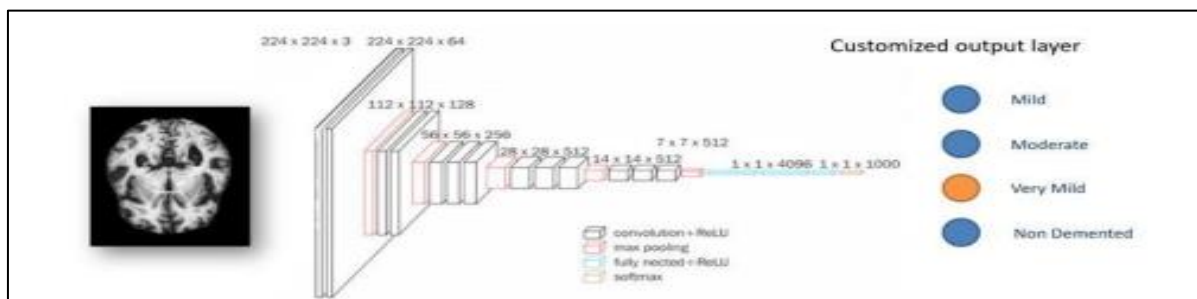 224 x 224 x 3 224 x 224 x 64
112 x 112 x 128
56 x 56 x 256
28 x 28 x 512
14 x 14 x 512
7 x 7 x 512
1 x 1 x 4096 1 x 1 x 1000
convolution+ReLU
max pooling
fully nected+ReLU
softmax
Customized output layer
Mild
Moderate
Very Mild
Non Demented